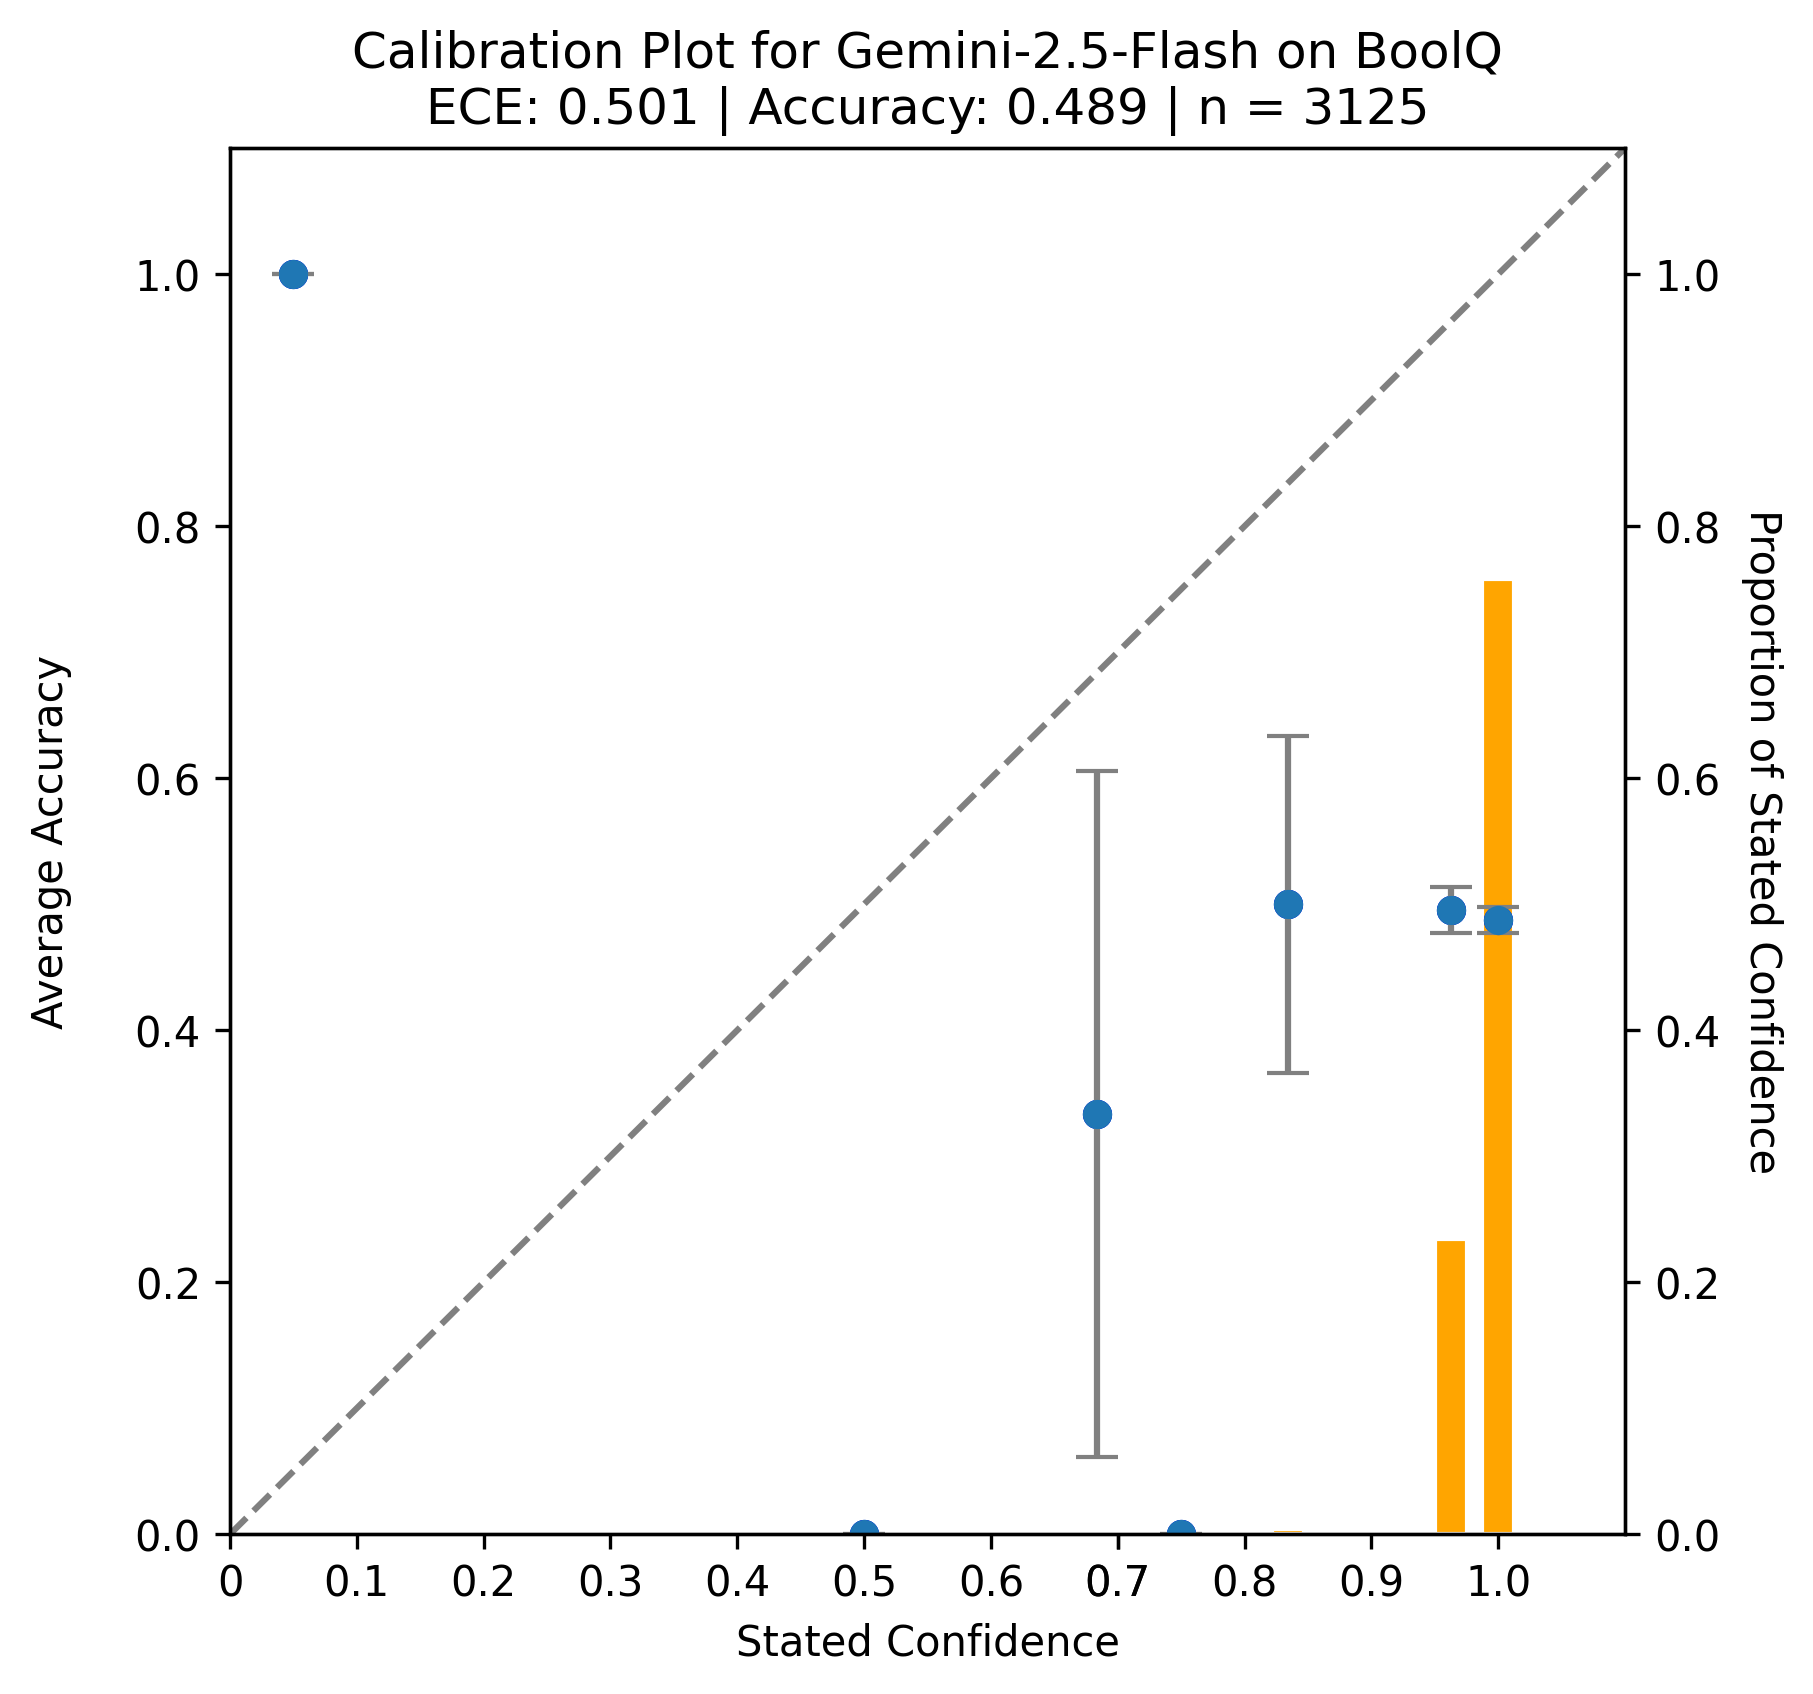 Calibration Plot for Gemini-2.5-Flash on BoolQ
ECE: 0.501 | Accuracy: 0.489 | n = 3125
Average Accuracy
1.0
0.8
0.6
0.4
0.2
0.0
0 0.1 0.2 0.3 0.4 0.5 0.6 0.7 0.8 0.9 1.0
Stated Confidence
1.0
0.8
0.6
0.4
0.2
0.0
Proportion of Stated Confidence